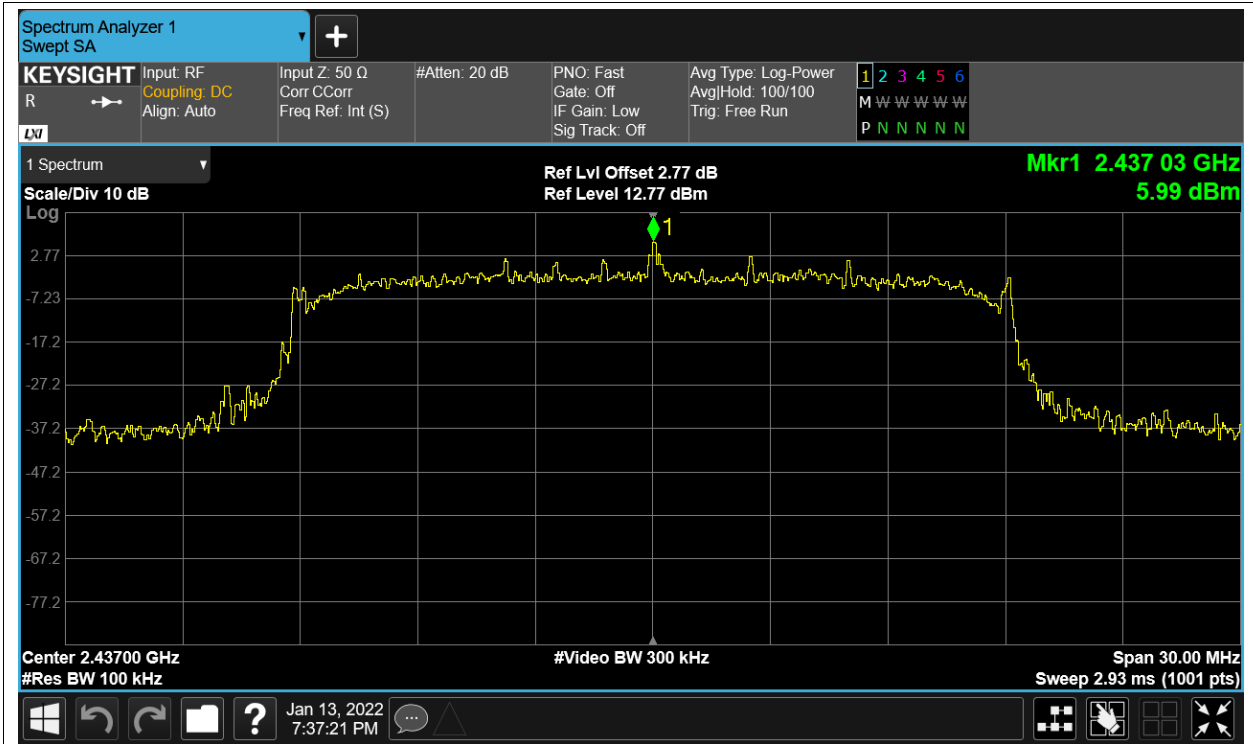 Spectrum Analyzer 1
Swept SA
+
KEYSIGHT
R
LXI
Input: RF
Coupling: DC
Align: Auto
Input Z: 50 Ω
Corr CCorr
Freq Ref: Int (S)
#Atten: 20 dB
PNO: Fast
Gate: Off
IF Gain: Low
Sig Track: Off
Avg Type: Log-Power
Avg|Hold: 100/100
Trig: Free Run
1 2 3 4 5 6
M W W W W W
P N N N N N
1 Spectrum
Scale/Div 10 dB
Log
Ref Lvl Offset 2.77 dB
Ref Level 12.77 dBm
Mkr1 2.437 03 GHz
5.99 dBm
1
2.77
-7.23
-17.2
-27.2
-37.2
-47.2
-57.2
-67.2
-77.2
Center 2.43700 GHz
#Res BW 100 kHz
#Video BW 300 kHz
Span 30.00 MHz
Sweep 2.93 ms (1001 pts)
?
Jan 13, 2022
7:37:21 PM